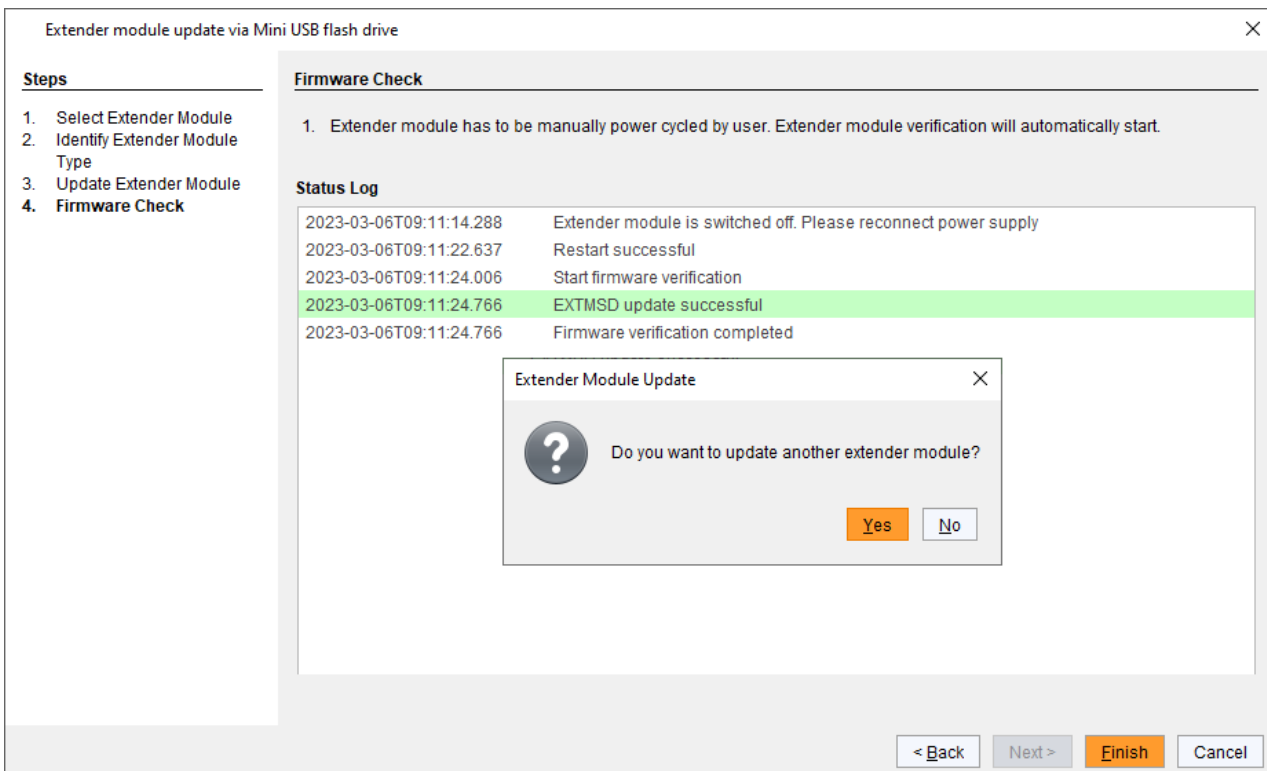 Extender module update via Mini USB flash drive
Steps
1. Select Extender Module
2. Identify Extender Module
Type
3. Update Extender Module
4. Firmware Check
Firmware Check
1. Extender module has to be manually power cycled by user. Extender module verification will automatically start.
Status Log
2023-03-06T09:11:14.288 Extender module is switched off. Please reconnect power supply
2023-03-06T09:11:22.637 Restart successful
2023-03-06T09:11:24.006 Start firmware verification
2023-03-06T09:11:24.766 EXTMSD update successful
2023-03-06T09:11:24.766 Firmware verification completed
Extender Module Update
Do you want to update another extender module?
Yes No
< Back Next > Finish Cancel